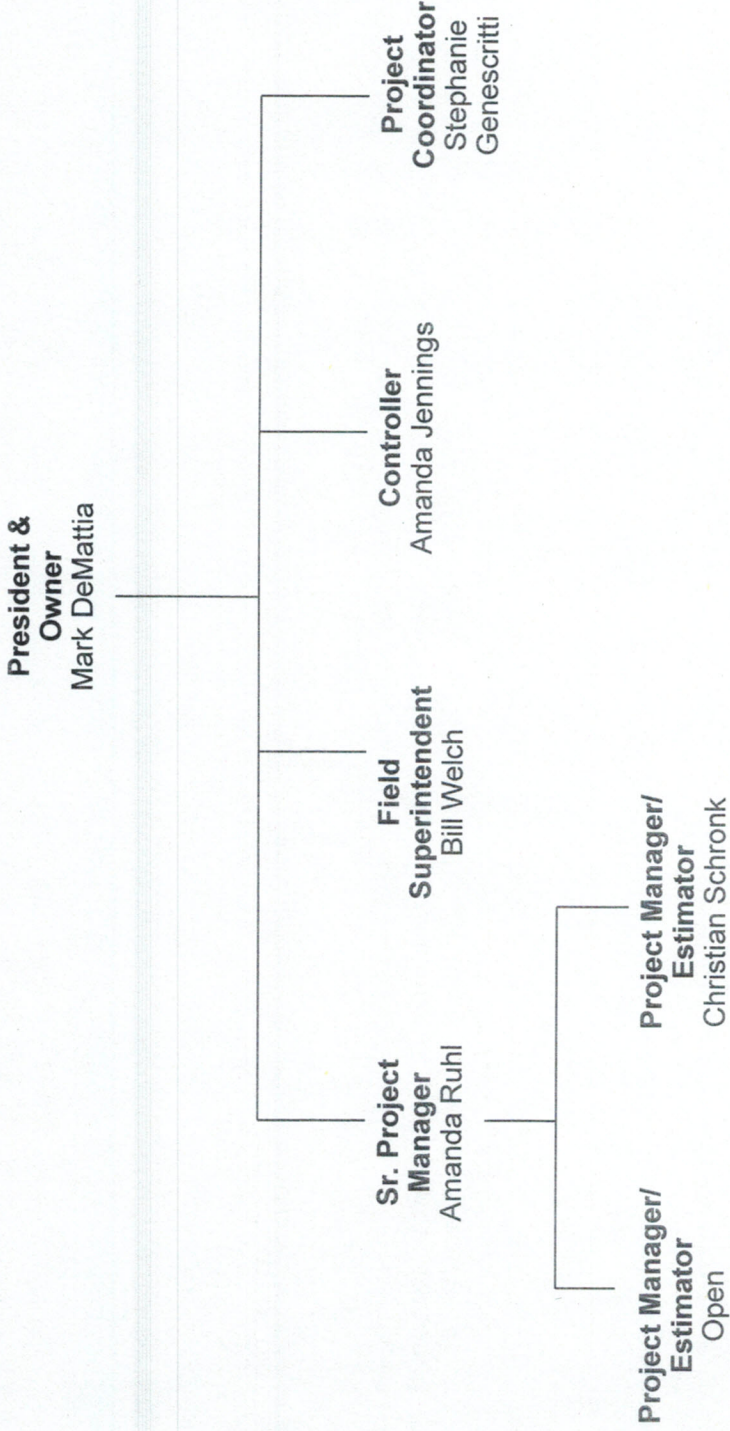 President &
Owner
Mark DeMattia
Sr. Project
Manager
Amanda Ruhl
Field
Superintendent
Bill Welch
Controller
Amanda Jennings
Project
Coordinator
Stephanie
Genescritti
Project Manager/
Estimator
Open
Project Manager/
Estimator
Christian Schronk